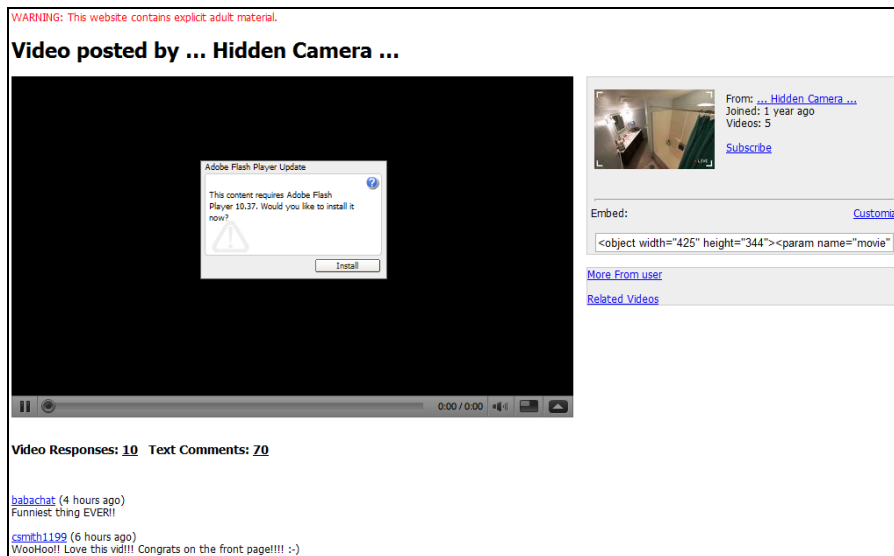 WARNING: This website contains explicit adult material.
Video posted by ... Hidden Camera ...
Adobe Flash Player Update
This content requires Adobe Flash
Player 10.37. Would you like to install it
now?
Install
0:00 / 0:00
From: ... Hidden Camera ...
Joined: 1 year ago
Videos: 5
Subscribe
LIVE
Embed:
Customiz
<object width="425" height="344"><param name="movie"
More From user
Related Videos
Video Responses: 10 Text Comments: 70
babachat (4 hours ago)
Funniest thing EVER!!
csmith1199 (6 hours ago)
WooHoo!! Love this vid!!! Congrats on the front page!!!! :-)